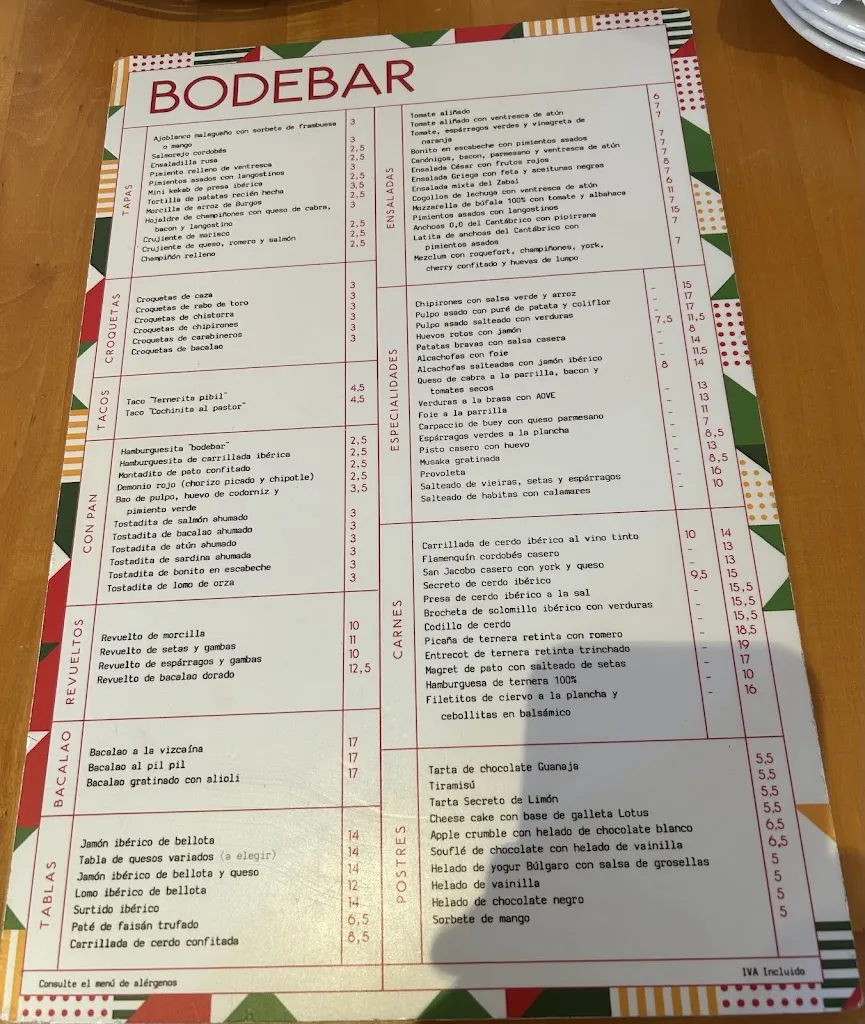 BODEBAR
TAPAS
Ajoblanco malagueño con sorbete de frambuesa 3
o mango
Salmorejo cordobés 3
Ensaladilla rusa 2,5
Pimiento relleno de ventresca 2,5
Pimientos asados con langostinos 3
Mini kekab de presa ibérica 2,5
Tortilla de patatas recién hecha 3,5
Morcilla de arroz de Burgos 2,5
Hojaldre de champiñones con queso de cabra, 3
bacon y langostino
Crujiente de marisco 2,5
Crujiente de queso, romero y salmón 2,5
Champiñón relleno 2,5
CROQUETAS
Croquetas de caza 3
Croquetas de rabo de toro 3
Croquetas de chistorra 3
Croquetas de chipirones 3
Croquetas de carabineros 3
Croquetas de bacalao 3
TACOS
Taco "Ternerita pibil" 4,5
Taco "Cochinita al pastor" 4,5
CON PAN
Hamburguesita "bodebar" 2,5
Hamburguesita de carrillada ibérica 2,5
Montadito de pato confitado 2,5
Demonio rojo (chorizo picado y chipotle) 2,5
Bao de pulpo, huevo de codorniz y 3,5
pimiento verde
Tostadita de salmón ahumado 3
Tostadita de bacalao ahumado 3
Tostadita de atún ahumado 3
Tostadita de sardina ahumada 3
Tostadita de bonito en escabeche 3
Tostadita de lomo de orza 3
REVUELTOS
Revuelto de morcilla 10
Revuelto de setas y gambas 11
Revuelto de espárragos y gambas 10
Revuelto de bacalao dorado 12,5
BACALAO
Bacalao a la vizcaína 17
Bacalao al pil pil 17
Bacalao gratinado con alioli 17
TABLAS
Jamón ibérico de bellota 14
Tabla de quesos variados (a elegir) 14
Jamón ibérico de bellota y queso 14
Lomo ibérico de bellota 12
Surtido ibérico 14
Paté de faisán trufado 6,5
Carrillada de cerdo confitada 8,5
ENSALADAS
Tomate aliñado 6
Tomate aliñado con ventresca de atún 7
Tomate, espárragos verdes y vinagreta de 7
naranja
Bonito en escabeche con pimientos asados 7
Canónigos, bacon, parmesano y ventresca de atún 7
Ensalada César con frutos rojos 7
Ensalada Griega con feta y aceitunas negras 8
Ensalada mixta del Zabal 7
Cogollos de lechuga con ventresca de atún 6
Mozzarella de búfala 100% con tomate y albahaca 11
Pimientos asados con langostinos 7
Anchoas 0,0 del Cantábrico con pipirrana 15
Latita de anchoas del Cantábrico con 7
pimientos asados
Mezclum con roquefort, champiñones, york, 7
cherry confitado y huevas de lumpo
ESPECIALIDADES
Chipirones con salsa verde y arroz - 15
Pulpo asado con puré de patata y coliflor - 17
Pulpo asado salteado con verduras - 17
Huevos rotos con jamón 7,5 11,5
Patatas bravas con salsa casera - 8
Alcachofas con foie - 14
Alcachofas salteadas con jamón ibérico - 11,5
Queso de cabra a la parrilla, bacon y 8 14
tomates secos
Verduras a la brasa con AOVE - 13
Foie a la parrilla - 13
Carpaccio de buey con queso parmesano - 11
Espárragos verdes a la plancha - 7
Pisto casero con huevo - 8,5
Musaka gratinada - 13
Provoleta - 8,5
Salteado de vieiras, setas y espárragos - 16
Salteado de habitas con calamares - 10
CARNES
Carrillada de cerdo ibérico al vino tinto 10 14
Flamenquín cordobés casero - 13
San Jacobo casero con york y queso - 13
Secreto de cerdo ibérico 9,5 15
Presa de cerdo ibérico a la sal - 15,5
Brocheta de solomillo ibérico con verduras - 15,5
Codillo de cerdo - 15,5
Picaña de ternera retinta con romero - 18,5
Entrecot de ternera retinta trinchado - 19
Magret de pato con salteado de setas - 17
Hamburguesa de ternera 100% - 10
Filetitos de ciervo a la plancha y - 16
cebollitas en balsámico
POSTRES
Tarta de chocolate Guanaja 5,5
Tiramisú 5,5
Tarta Secreto de Limón 5,5
Cheese cake con base de galleta Lotus 5,5
Apple crumble con helado de chocolate blanco 6,5
Souflé de chocolate con helado de vainilla 6,5
Helado de yogur Búlgaro con salsa de grosellas 5
Helado de vainilla 5
Helado de chocolate negro 5
Sorbete de mango 5
Consulte el menú de alérgenos
IVA Incluido